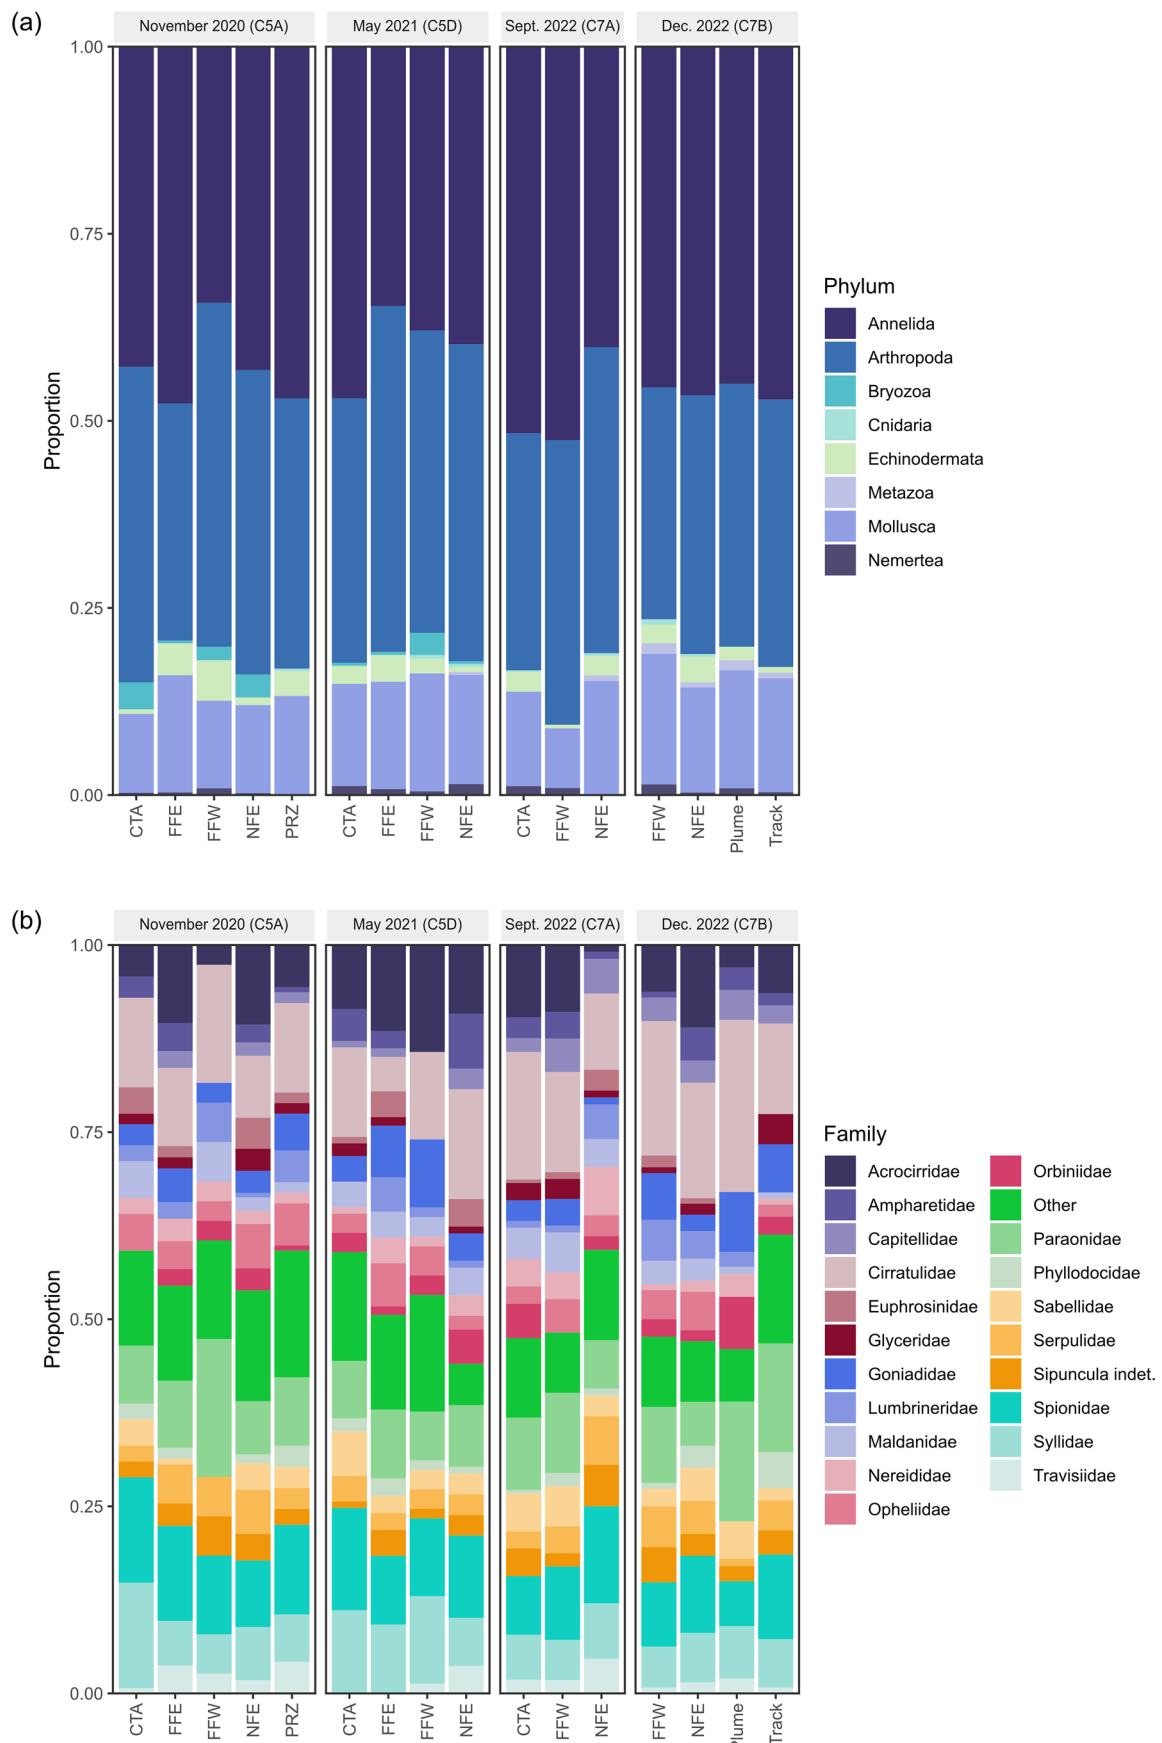 (a)
November 2020 (C5A) May 2021 (C5D) Sept. 2022 (C7A) Dec. 2022 (C7B)
1.00
0.75
0.50
0.25
0.00
Proportion
CTA FFE FFW NFE PRZ CTA FFE FFW NFE CTA FFW NFE FFW NFE Plume Track
Phylum
Annelida
Arthropoda
Bryozoa
Cnidaria
Echinodermata
Metazoa
Mollusca
Nemertea
(b)
November 2020 (C5A) May 2021 (C5D) Sept. 2022 (C7A) Dec. 2022 (C7B)
1.00
0.75
0.50
0.25
0.00
Proportion
CTA FFE FFW NFE PRZ CTA FFE FFW NFE CTA FFW NFE FFW NFE Plume Track
Family
Acrocirridae Orbiniidae
Ampharetidae Other
Capitellidae Paraonidae
Cirratulidae Phyllodocidae
Euphrosinidae Sabellidae
Glyceridae Serpulidae
Goniadidae Sipuncula indet.
Lumbrineridae Spionidae
Maldanidae Syllidae
Nereididae Travisiidae
Opheliidae